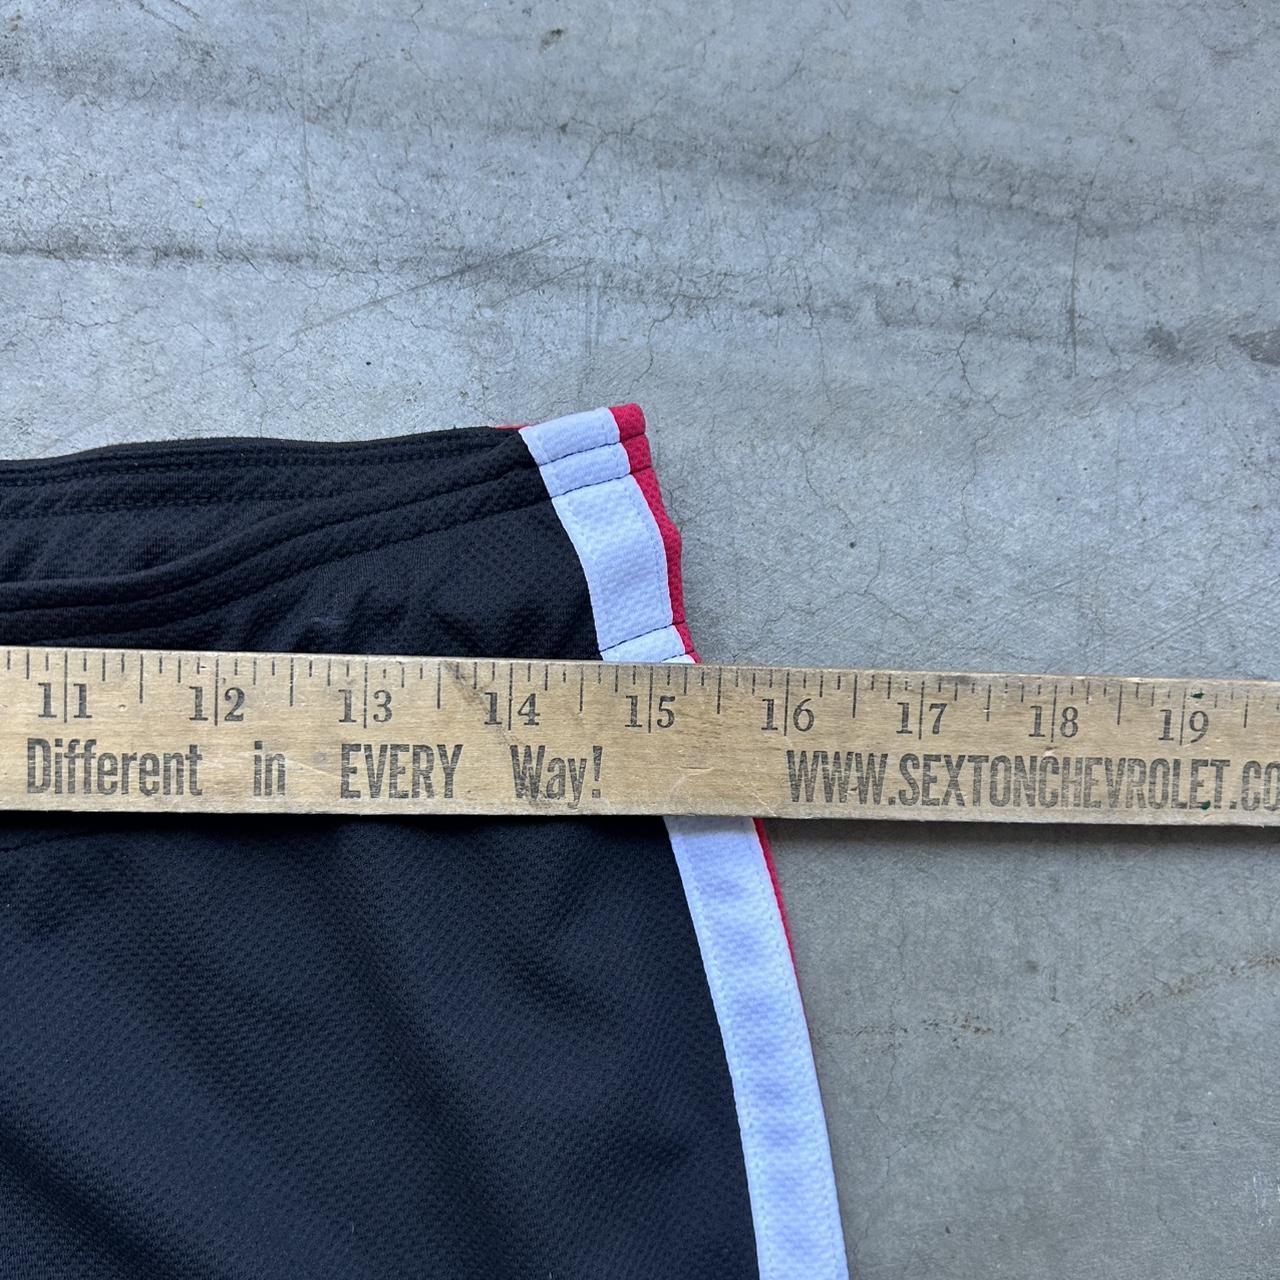 11 12 13 14 15 16 17 18 19
Different in EVERY Way! WWW.SEXTONCHEVROLET.CO